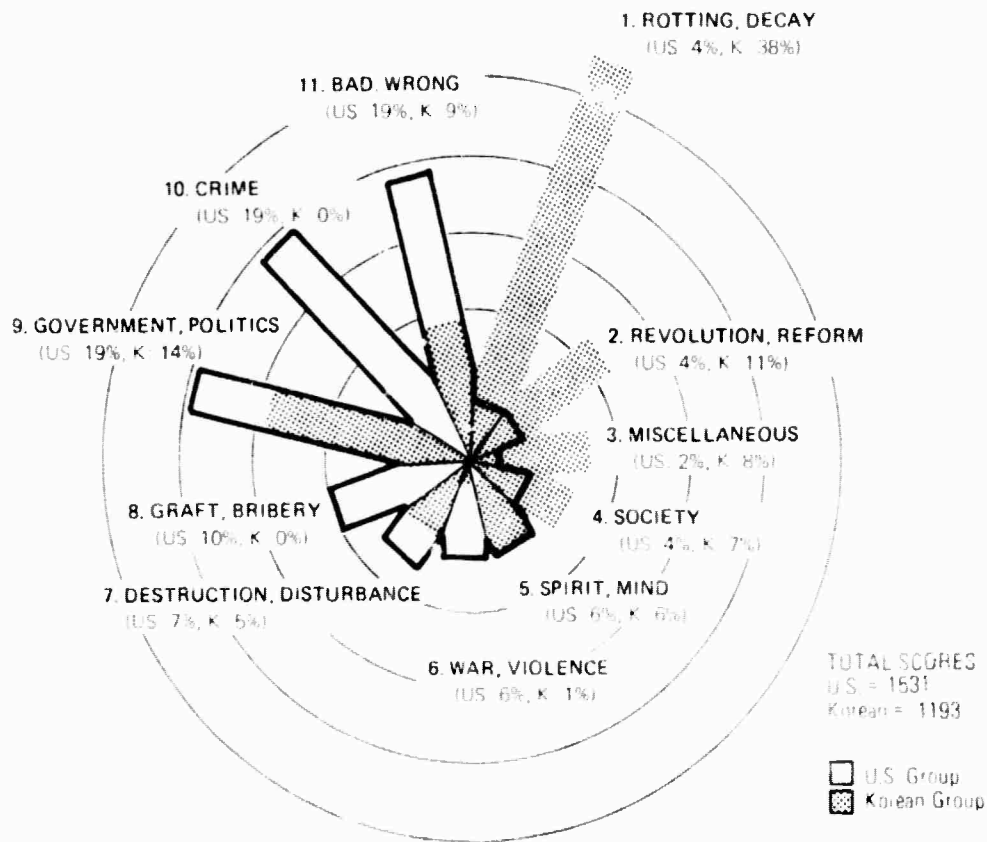 1. ROTTING, DECAY
(US 4%, K 38%)
11. BAD, WRONG
(US 19%, K 9%)
10. CRIME
(US 19%, K 0%)
9. GOVERNMENT, POLITICS
(US 19%, K 14%)
2. REVOLUTION, REFORM
(US 4%, K 11%)
3. MISCELLANEOUS
(US 2%, K 8%)
8. GRAFT, BRIBERY
(US 10%, K 0%)
4. SOCIETY
(US 4%, K 7%)
7. DESTRUCTION, DISTURBANCE
(US 7%, K 5%)
5. SPIRIT, MIND
(US 6%, K 6%)
6. WAR, VIOLENCE
(US 6%, K 1%)
TOTAL SCORES
U.S. = 1531
Korean = 1193
U.S. Group
Korean Group